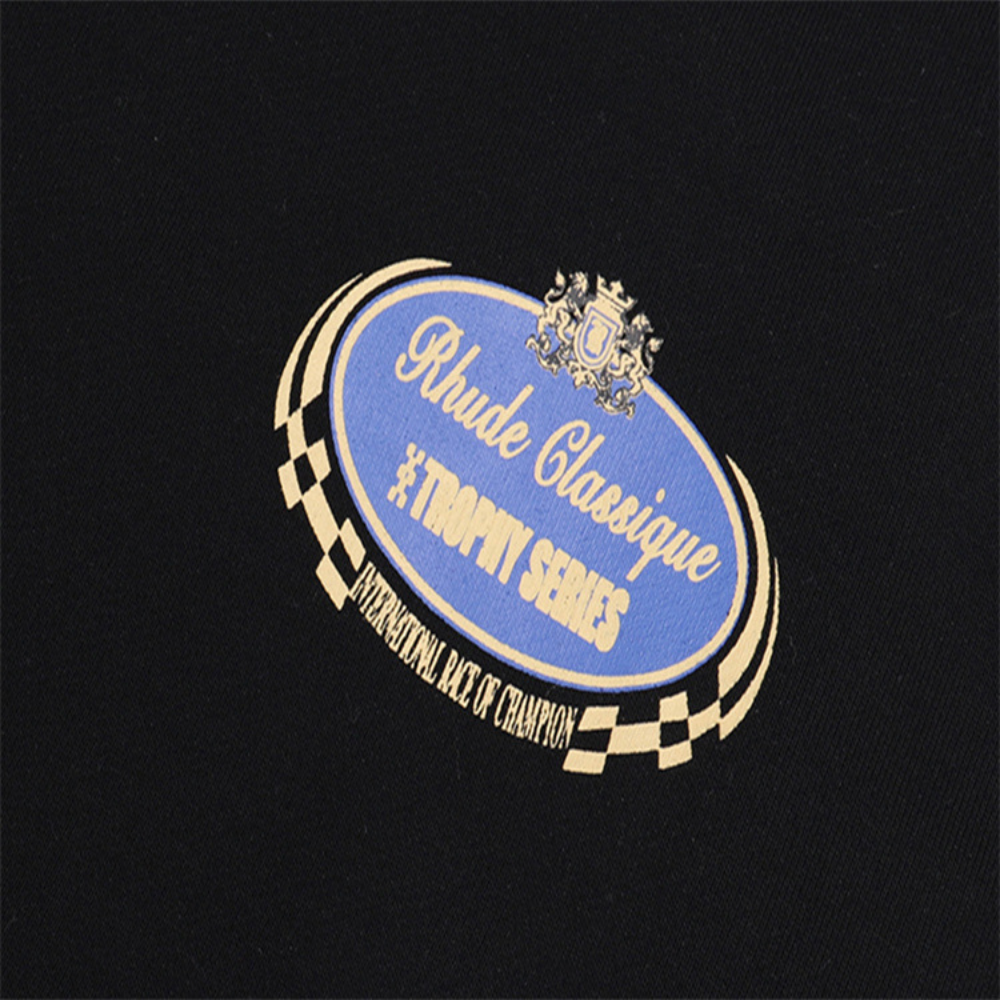 Rhude Classique
TROPHY SERIES
INTERNATIONAL RACE OF CHAMPION